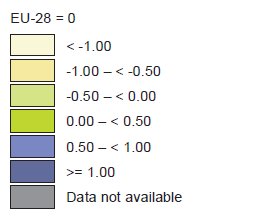 EU-28 = 0
< -1.00
-1.00 – < -0.50
-0.50 – < 0.00
0.00 – < 0.50
0.50 – < 1.00
>= 1.00
Data not available